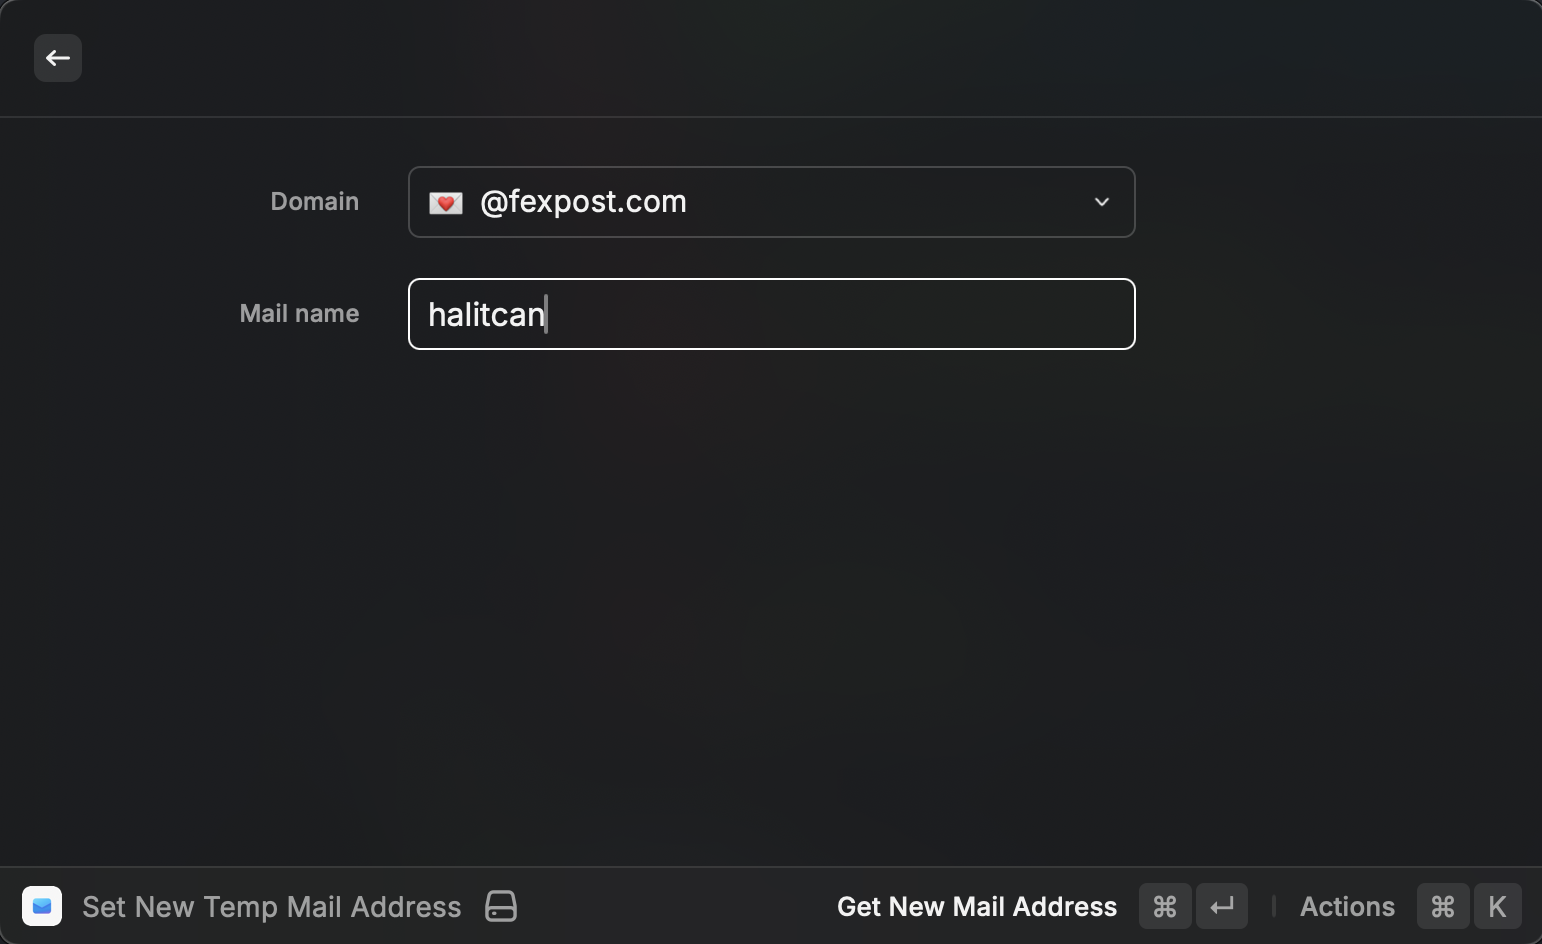 Domain
@fexpost.com
Mail name
halitcan
Set New Temp Mail Address
Get New Mail Address ⌘ ↵
Actions ⌘ K